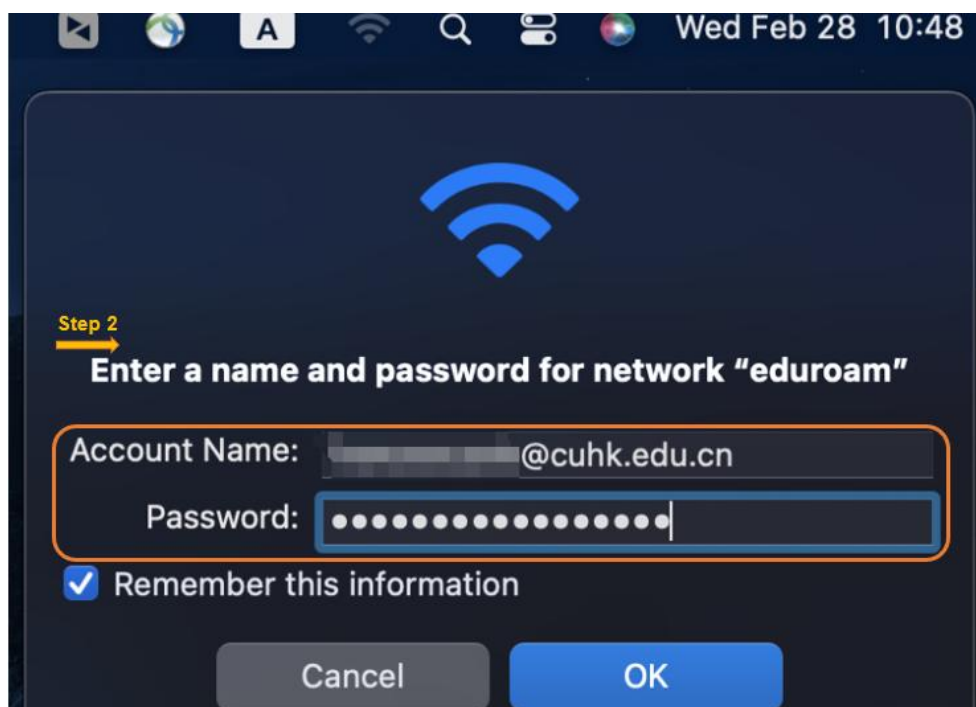 A
Wed Feb 28 10:48
Step 2
Enter a name and password for network “eduroam”
Account Name: @cuhk.edu.cn
Password:
Remember this information
Cancel OK